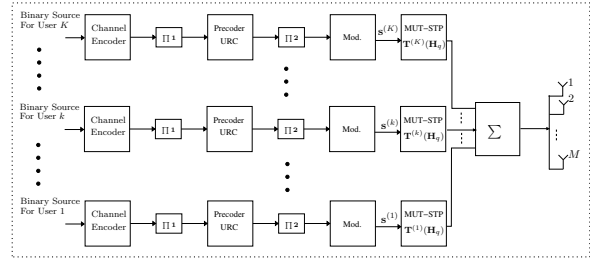 Binary Source
For User K
Channel
Encoder
Π1
Precoder
URC
Π2
Mod.
s^(K)
MUT−STP
T^(K)(H_q)
Binary Source
For User k
Channel
Encoder
Π1
Precoder
URC
Π2
Mod.
s^(k)
MUT−STP
T^(k)(H_q)
∑
1
2
M
Binary Source
For User 1
Channel
Encoder
Π1
Precoder
URC
Π2
Mod.
s^(1)
MUT−STP
T^(1)(H_q)